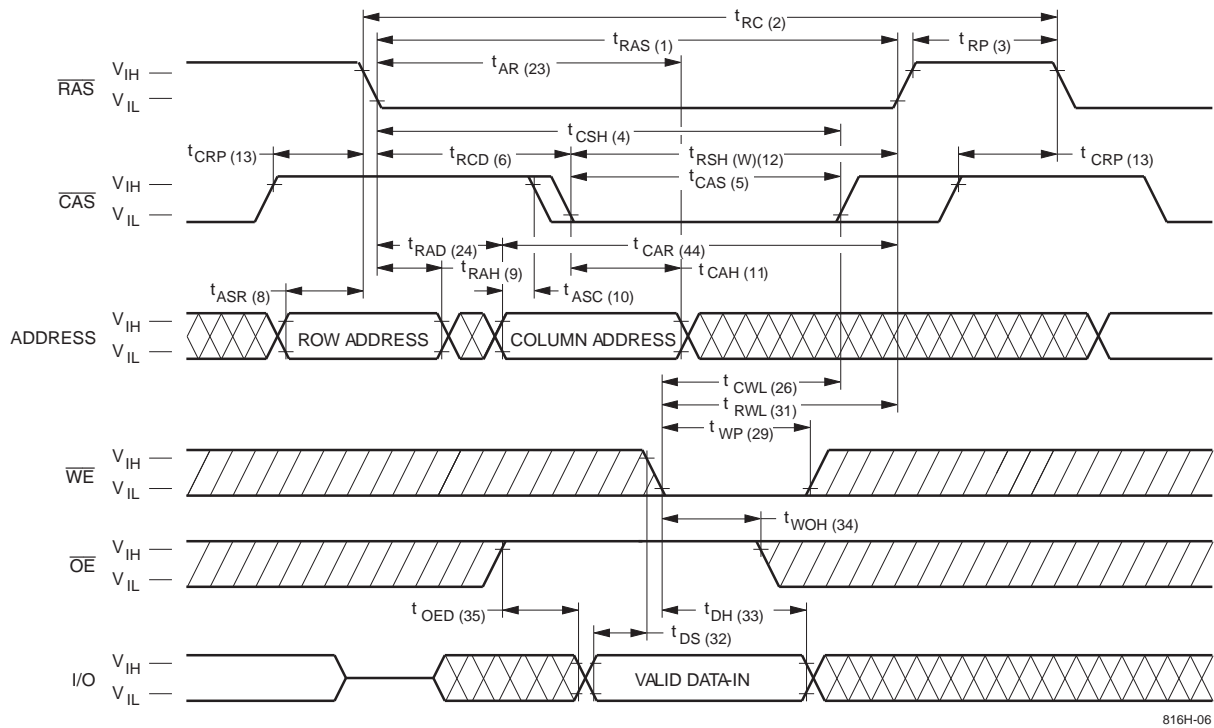 t RC (2)
t RAS (1)
t RP (3)
t AR (23)
RAS
V IH
V IL
t CSH (4)
t CRP (13)
t RCD (6)
t RSH (W)(12)
t CRP (13)
t CAS (5)
CAS
V IH
V IL
t RAD (24)
t CAR (44)
t RAH (9)
t CAH (11)
t ASR (8)
t ASC (10)
ADDRESS
V IH
V IL
ROW ADDRESS
COLUMN ADDRESS
t CWL (26)
t RWL (31)
t WP (29)
WE
V IH
V IL
t WOH (34)
OE
V IH
V IL
t OED (35)
t DH (33)
t DS (32)
I/O
V IH
V IL
VALID DATA-IN
816H-06